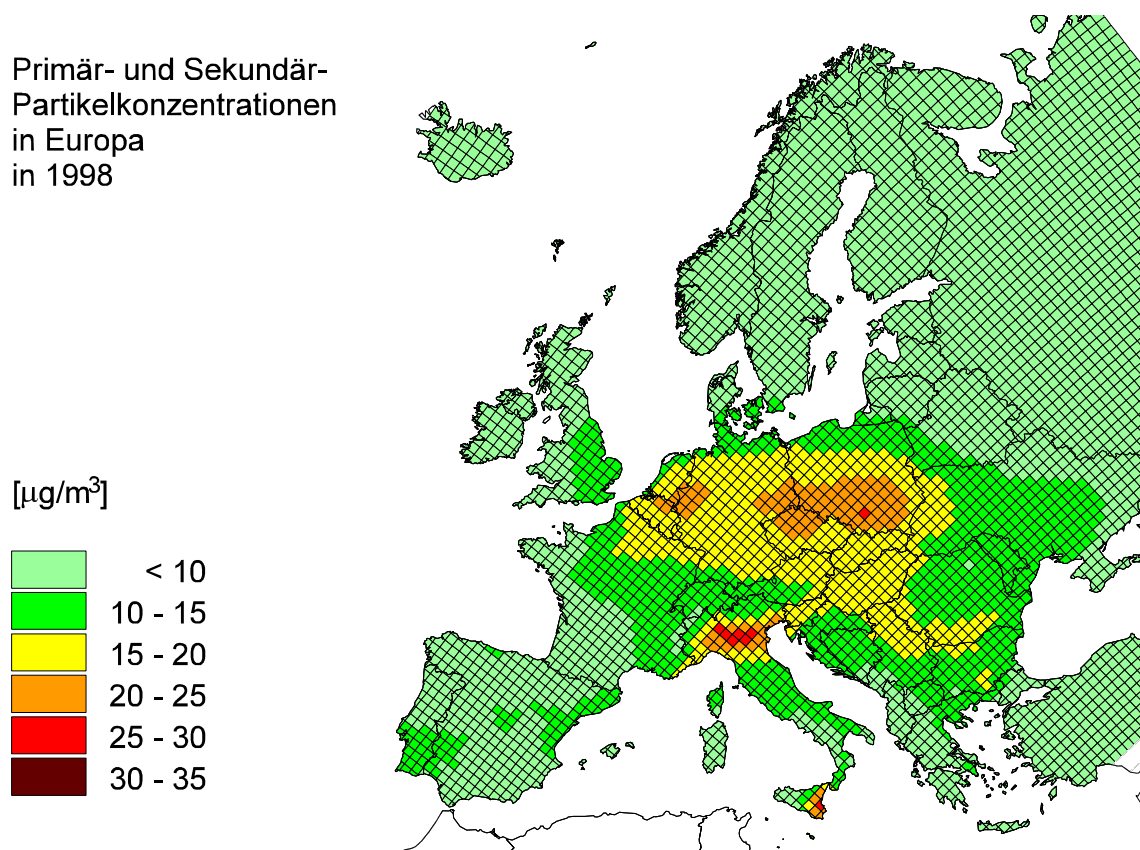 Primär- und Sekundär-
Partikelkonzentrationen
in Europa
in 1998
[µg/m³]
< 10
10 - 15
15 - 20
20 - 25
25 - 30
30 - 35